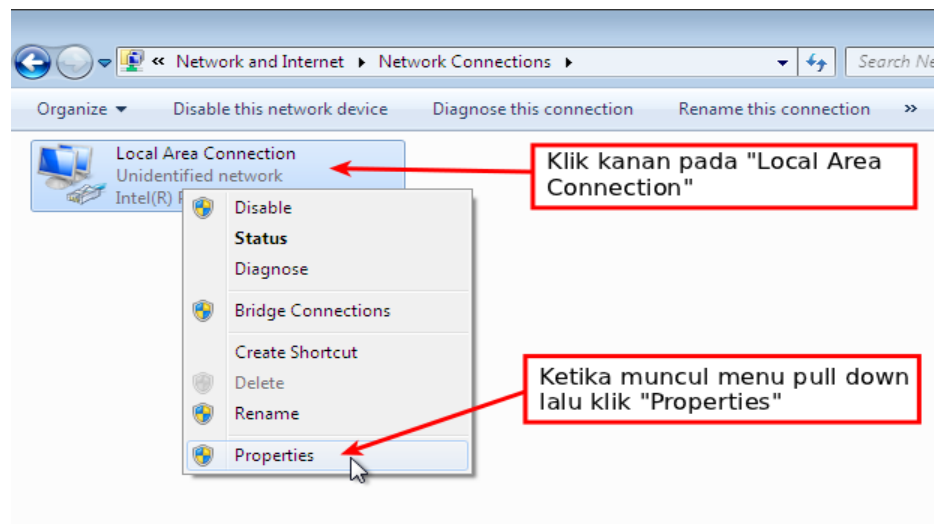 « Network and Internet Network Connections
Search Ne
Organize Disable this network device Diagnose this connection Rename this connection »
Local Area Connection
Unidentified network
Intel(R)
Klik kanan pada "Local Area
Connection"
Disable
Status
Diagnose
Bridge Connections
Create Shortcut
Delete
Rename
Properties
Ketika muncul menu pull down
lalu klik "Properties"